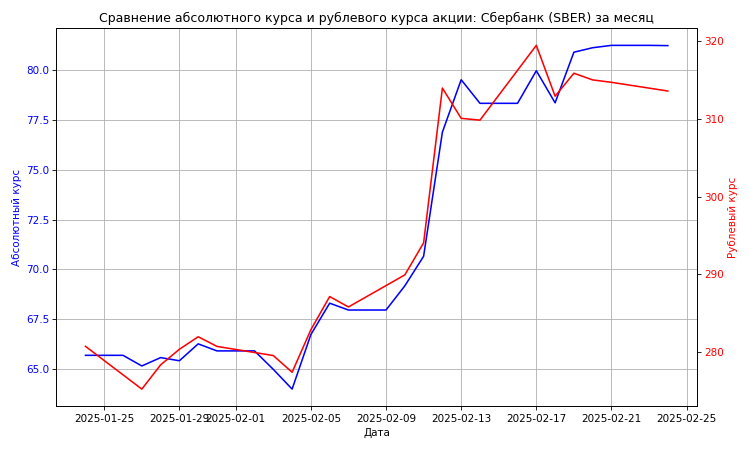 Сравнение абсолютного курса и рублевого курса акции: Сбербанк (SBER) за месяц
Абсолютный курс
80.0
77.5
75.0
72.5
70.0
67.5
65.0
320
310
300
290
280
Рублевый курс
2025-01-25 2025-01-29 2025-02-01 2025-02-05 2025-02-09 2025-02-13 2025-02-17 2025-02-21 2025-02-25
Дата